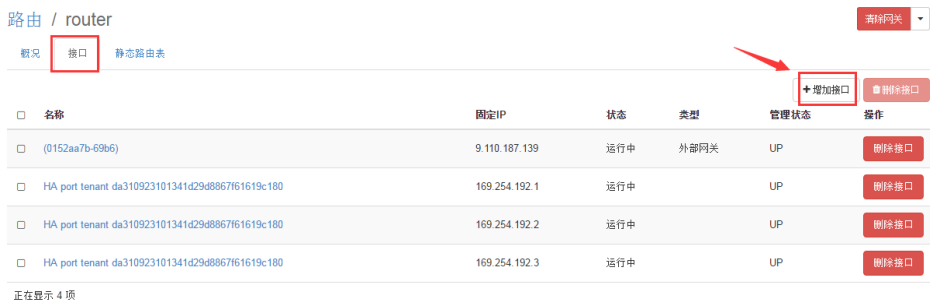 路由 / router
清除网关
概况 接口 静态路由表
+增加接口 删除接口
名称 固定IP 状态 类型 管理状态 操作
(0152aa7b-69b6) 9.110.187.139 运行中 外部网关 UP 删除接口
HA port tenant da310923101341d29d8867f61619c180 169.254.192.1 运行中 UP 删除接口
HA port tenant da310923101341d29d8867f61619c180 169.254.192.2 运行中 UP 删除接口
HA port tenant da310923101341d29d8867f61619c180 169.254.192.3 运行中 UP 删除接口
正在显示 4 项